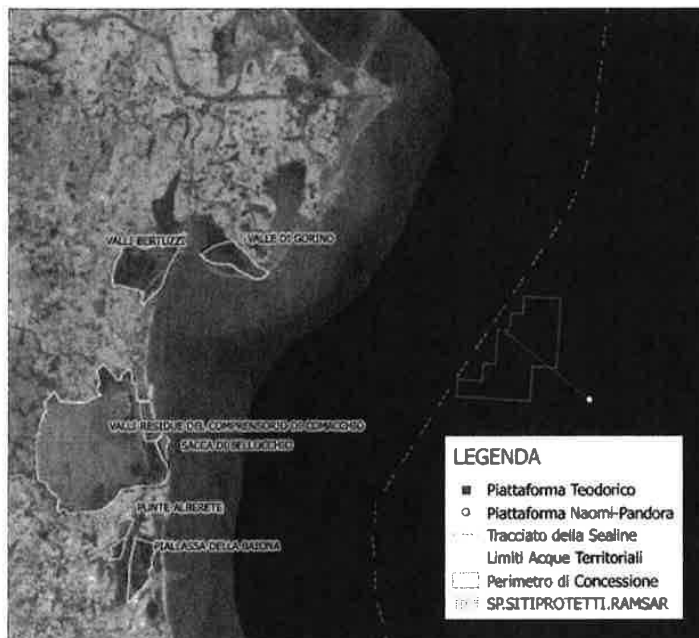 VALLI BERTUZZI
VALLE DI GORINO
VALLI RESIDUE DEL COMPRENSORIO DI COMACCHIO
SACCA DI BELLOCCHIO
PUNTE ALBERETE
PIALLASSA DELLA BAIONA
LEGENDA
Piattaforma Teodorico
Piattaforma Naomi-Pandora
Tracciato della Sealine
Limiti Acque Territoriali
Perimetro di Concessione
SP.SITIPROTETTI.RAMSAR